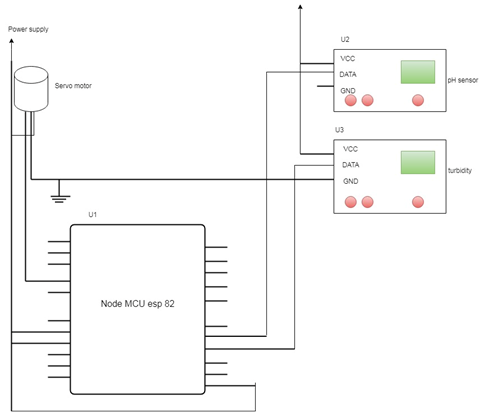 Power supply
Servo motor
U2
VCC
DATA
GND
pH sensor
U3
VCC
DATA
GND
turbidity
U1
Node MCU esp 82